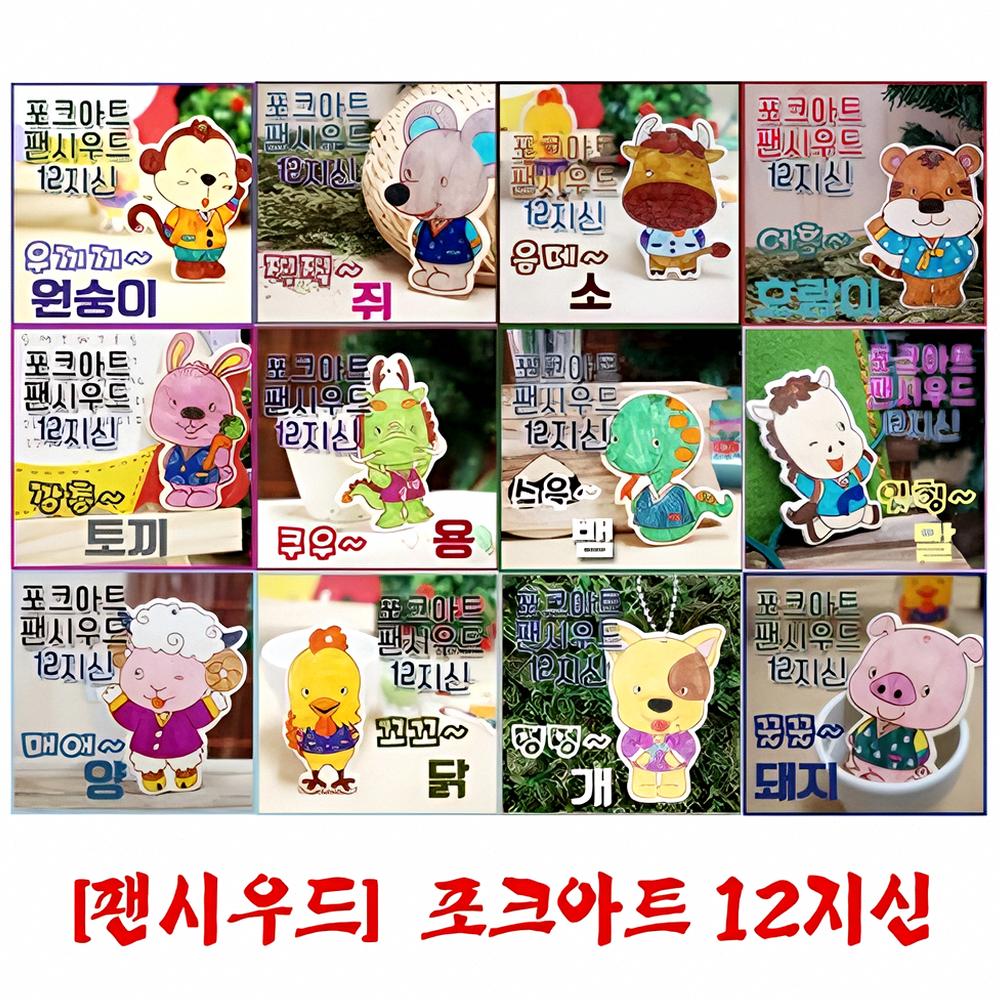 포크아트
팬시우드
12지신
우끼끼~
원숭이
포크아트
팬시우드
12지신
찍찍~
쥐
포크아트
팬시우드
12지신
음메~
소
포크아트
팬시우드
12지신
어흥~
호랑이
포크아트
팬시우드
12지신
깡충~
토끼
포크아트
팬시우드
12지신
쿠우~
용
포크아트
팬시우드
12지신
스윽~
뱀
포크아트
팬시우드
12지신
잉헝~
말
포크아트
팬시우드
12지신
매애~
양
포크아트
팬시우드
12지신
꼬꼬~
닭
포크아트
팬시우드
12지신
멍멍~
개
포크아트
팬시우드
12지신
꿀꿀~
돼지
[팬시우드] 포크아트 12지신